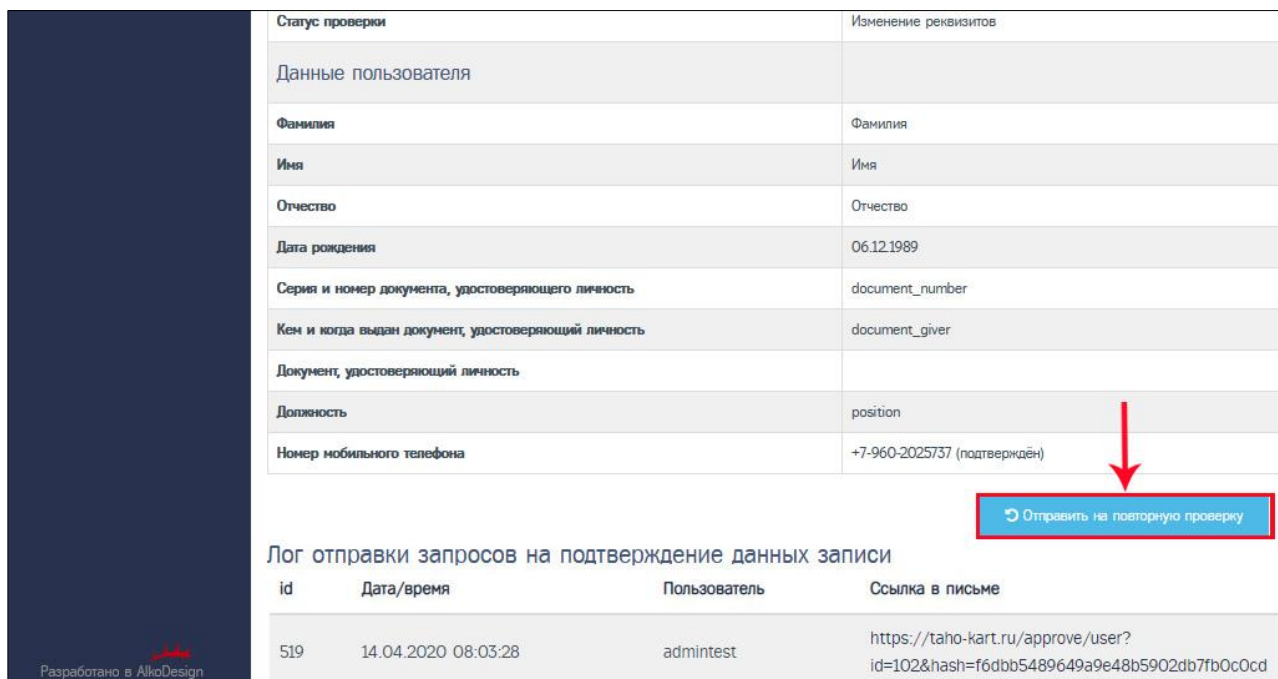 Статус проверки Изменение реквизитов
Данные пользователя
Фамилия Фамилия
Имя Имя
Отчество Отчество
Дата рождения 06.12.1989
Серия и номер документа, удостоверяющего личность document_number
Кем и когда выдан документ, удостоверяющий личность document_giver
Документ, удостоверяющий личность
Должность position
Номер мобильного телефона +7-960-2025737 (подтверждён)
Отправить на повторную проверку
Лог отправки запросов на подтверждение данных записи
id Дата/время Пользователь Ссылка в письме
519 14.04.2020 08:03:28 admintest https://taho-kart.ru/approve/user?
id=102&hash=f6dbb5489649a9e48b5902db7fb0c0cd
Разработано в AlkoDesign